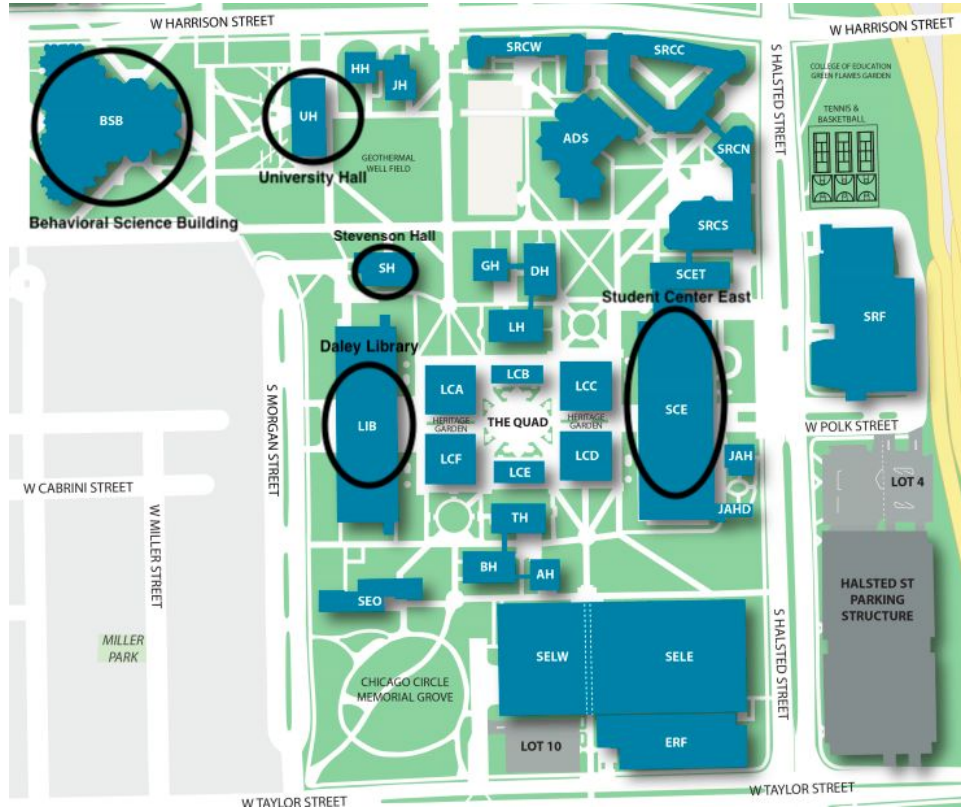 W HARRISON STREET
W HARRISON STREET
SRCW
SRCC
HH
JH
BSB
UH
S HALSTED STREET
COLLEGE OF EDUCATION
GREEN FLAMES GARDEN
TENNIS &
BASKETBALL
ADS
SRCN
GEOTHERMAL
WELL FIELD
University Hall
Behavioral Science Building
SRCS
Stevenson Hall
SH
GH
DH
SCET
Student Center East
SRF
LH
Daley Library
LCB
LCA
LCC
SCE
HERITAGE
GARDEN
THE QUAD
HERITAGE
GARDEN
LIB
W POLK STREET
S MORGAN STREET
LCF
LCE
LCD
JAH
LOT 4
W CABRINI STREET
JAHD
TH
W MILLER STREET
BH
AH
SEO
HALSTED ST
PARKING
STRUCTURE
MILLER
PARK
SELW
SELE
S HALSTED STREET
CHICAGO CIRCLE
MEMORIAL GROVE
LOT 10
ERF
W TAYLOR STREET
W TAYLOR STREET